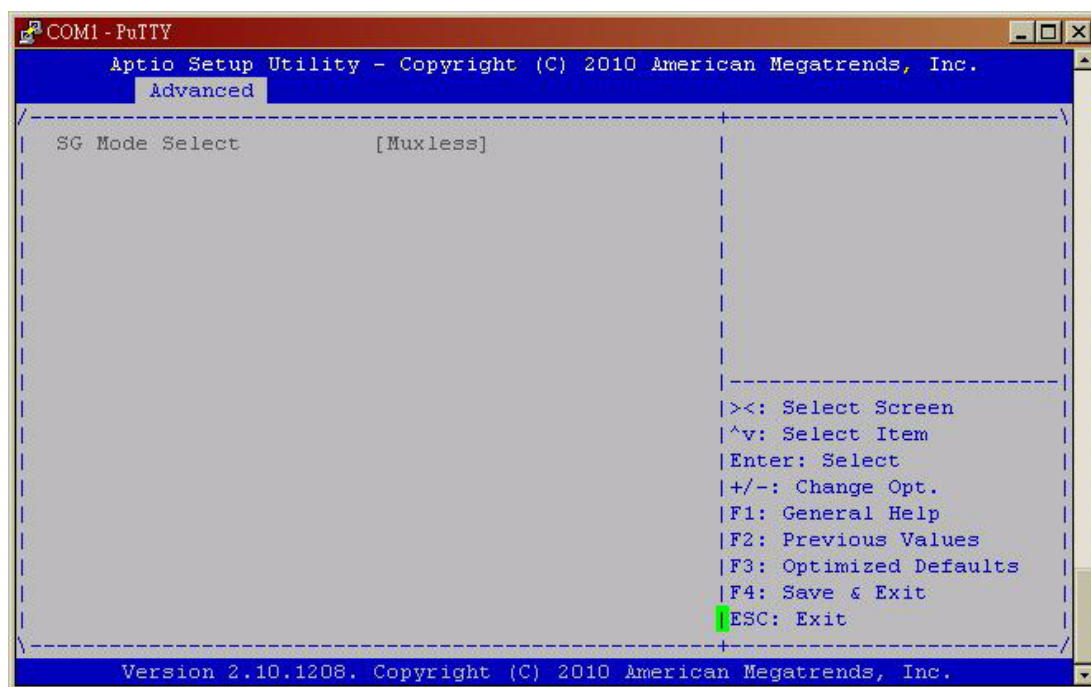 COM1 - PuTTY
Aptio Setup Utility - Copyright (C) 2010 American Megatrends, Inc.
Advanced
SG Mode Select [Muxless]
><: Select Screen
^v: Select Item
Enter: Select
+/-: Change Opt.
F1: General Help
F2: Previous Values
F3: Optimized Defaults
F4: Save & Exit
ESC: Exit
Version 2.10.1208. Copyright (C) 2010 American Megatrends, Inc.